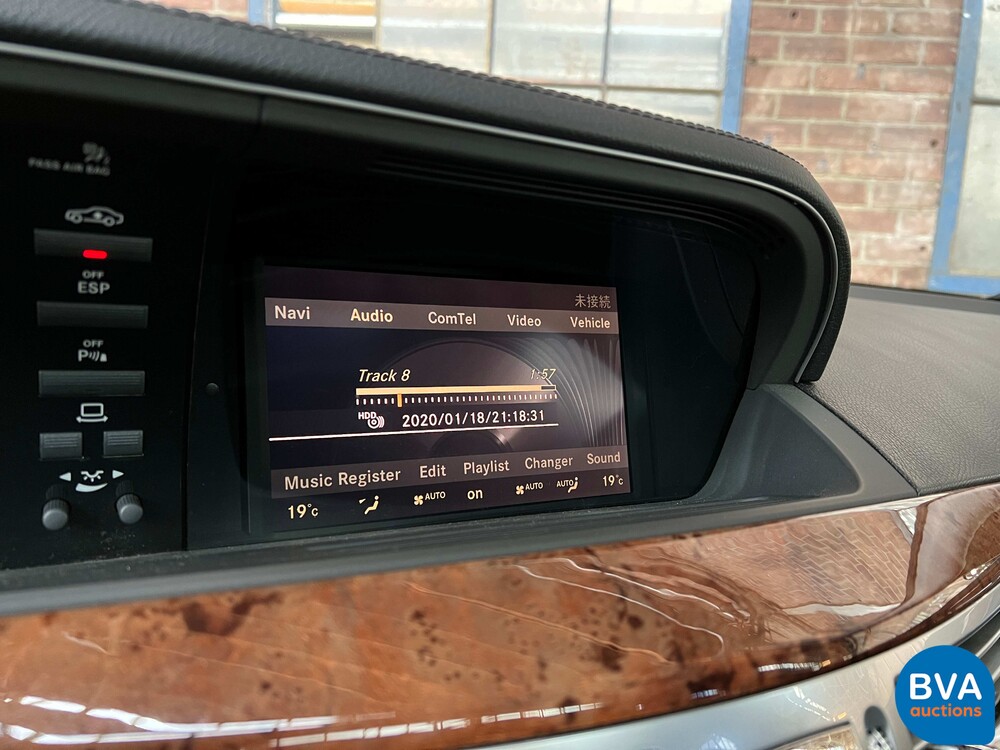 PASS AIR BAG
OFF
ESP
OFF
P
未接続
Navi Audio ComTel Video Vehicle
Track 8 1:57
HDD 2020/01/18/21:18:31
Music Register Edit Playlist Changer Sound
19°C AUTO on AUTO AUTO 19°C
BVA
auctions